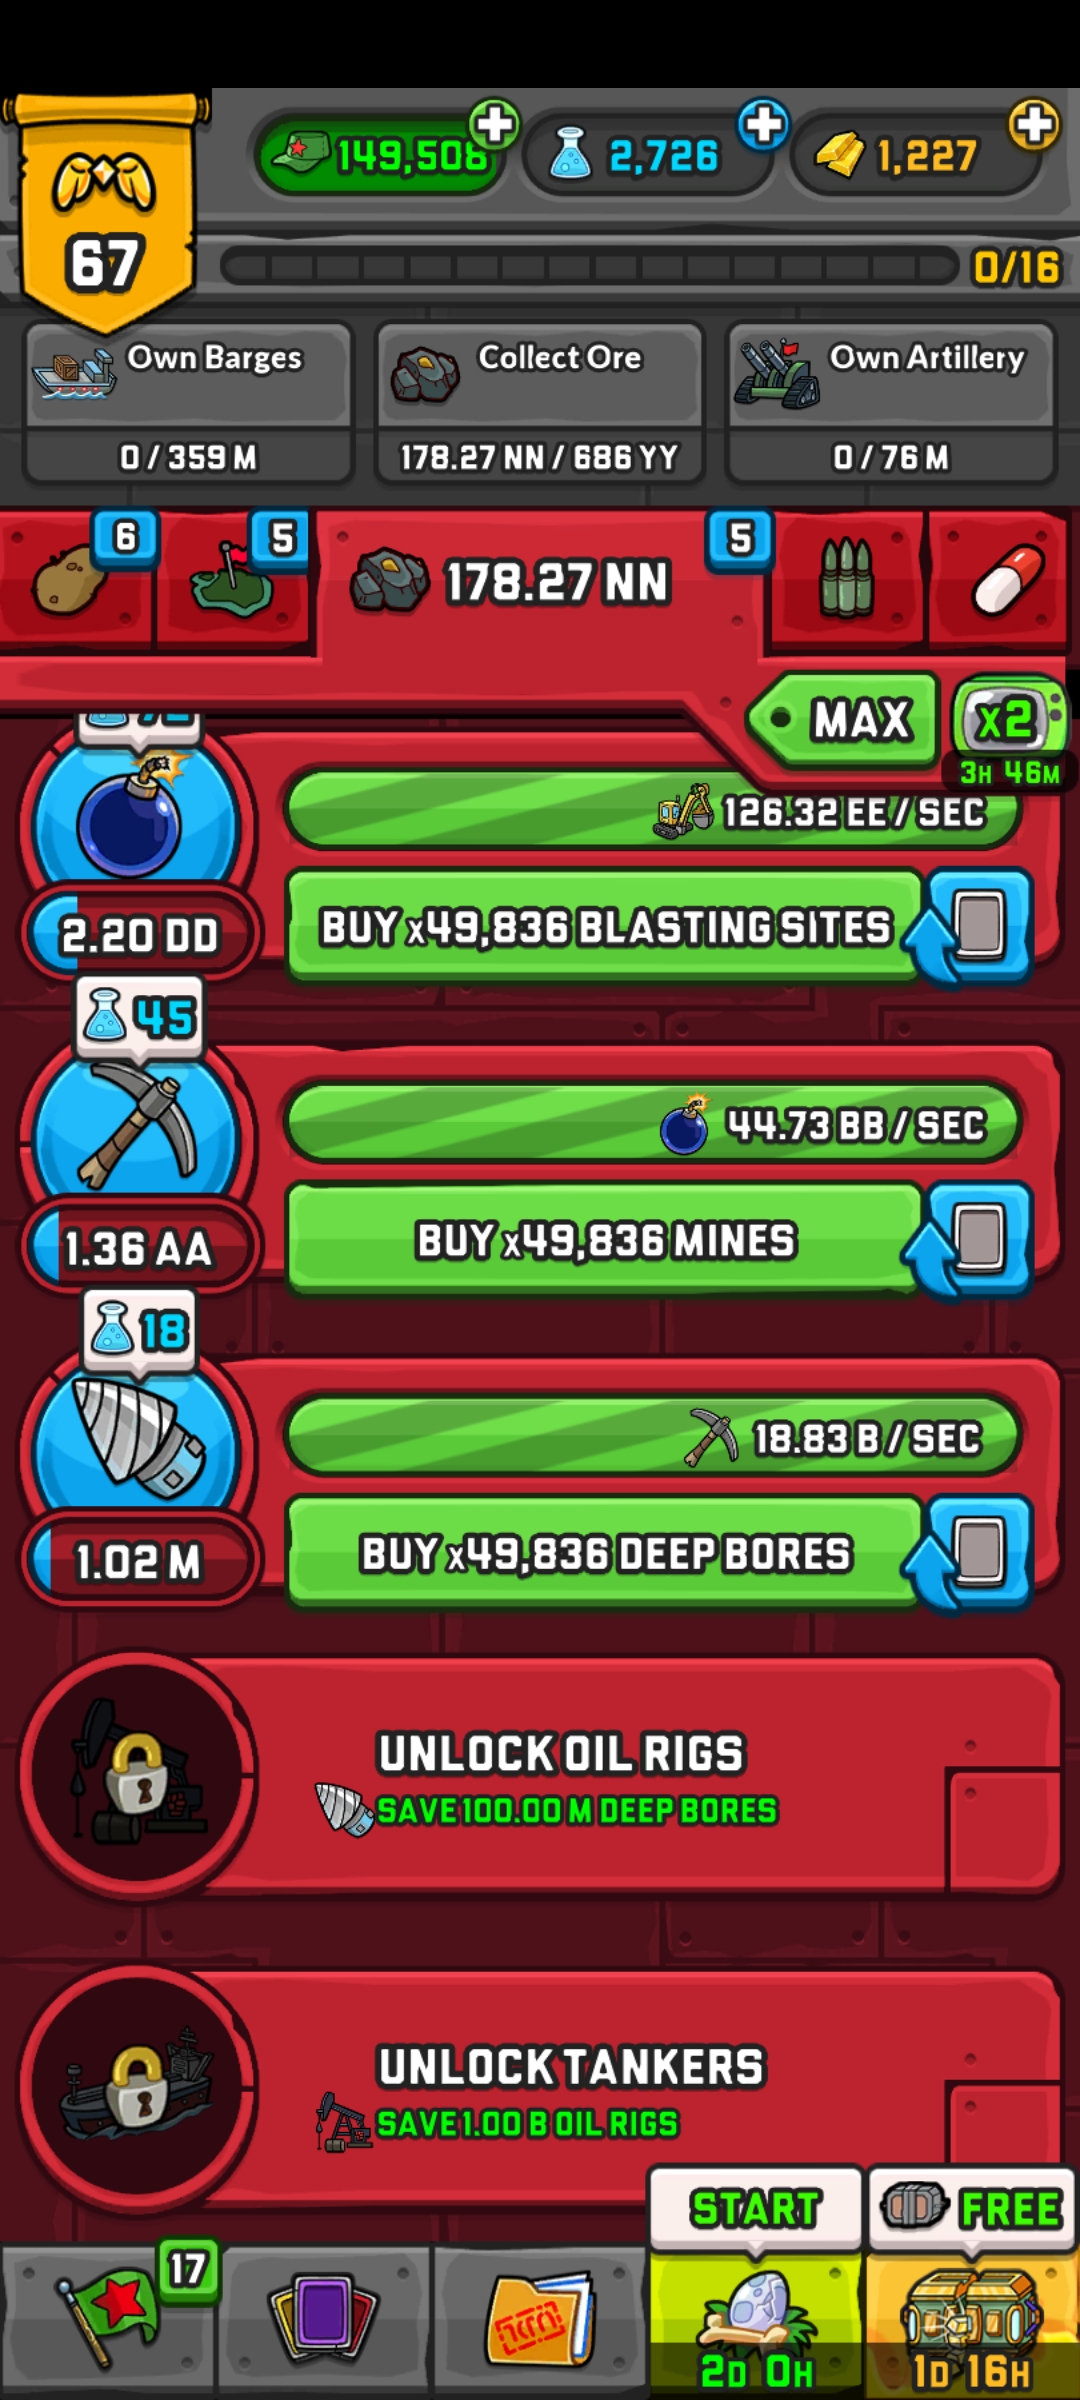 149,508
2,726
1,227
67
0/16
Own Barges
0 / 359 M
Collect Ore
178.27 NN / 686 YY
Own Artillery
0 / 76 M
6
5
178.27 NN
5
MAX
x2
3H 46M
126.32 EE / SEC
BUY x49,836 BLASTING SITES
2.20 DD
45
44.73 BB / SEC
BUY x49,836 MINES
1.36 AA
18
18.83 B / SEC
BUY x49,836 DEEP BORES
1.02 M
UNLOCK OIL RIGS
SAVE 100.00 M DEEP BORES
UNLOCK TANKERS
SAVE 1.00 B OIL RIGS
START
FREE
17
2D 0H
1D 16H